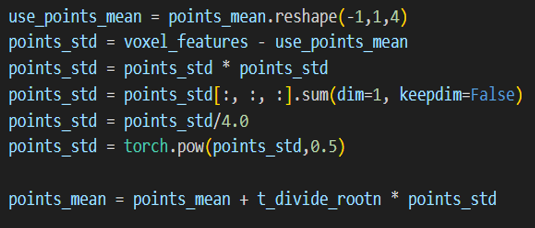 use_points_mean = points_mean.reshape(-1,1,4)
points_std = voxel_features - use_points_mean
points_std = points_std * points_std
points_std = points_std[:, :, :].sum(dim=1, keepdim=False)
points_std = points_std/4.0
points_std = torch.pow(points_std,0.5)
points_mean = points_mean + t_divide_rootn * points_std